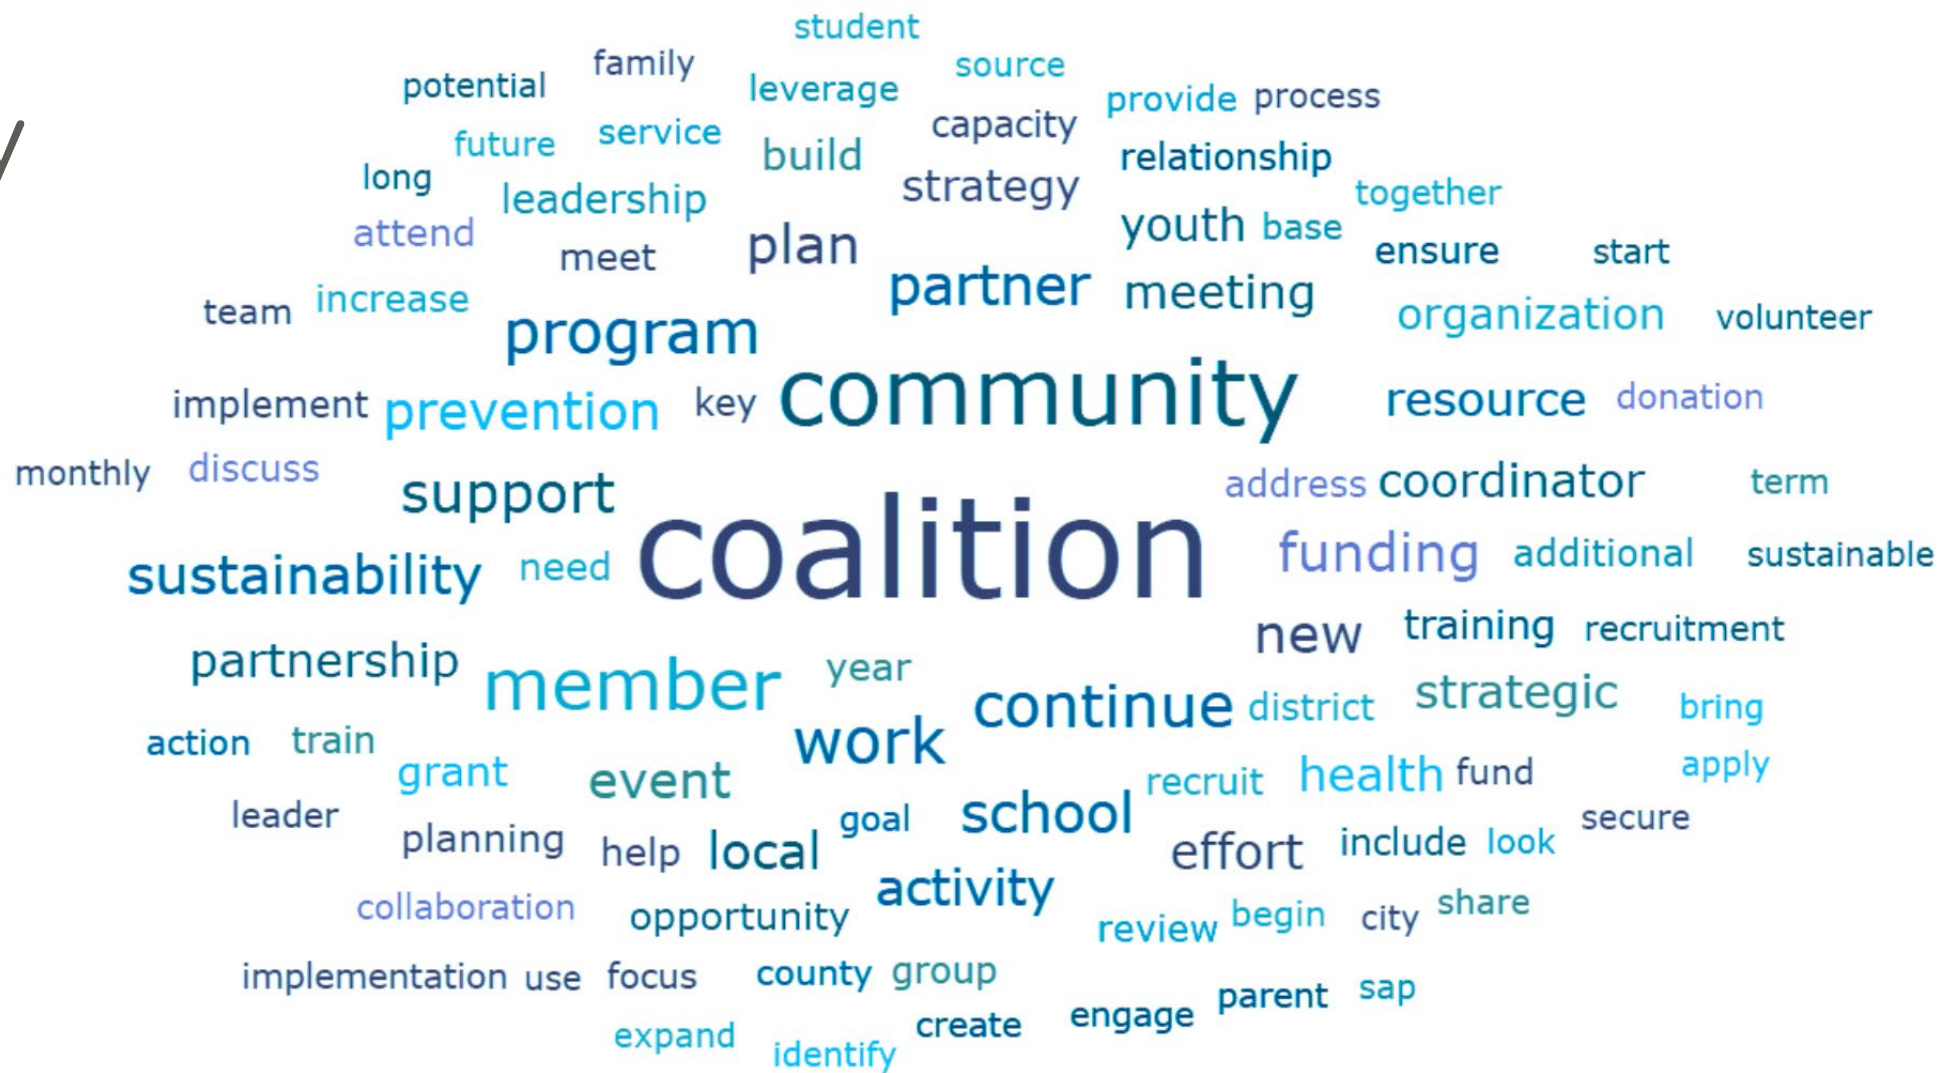 student
family
source
potential
leverage
provide process
capacity
future
service
build
relationship
long
leadership
strategy
together
attend
meet
plan
youth base
ensure
start
team
increase
program
partner
meeting
organization
volunteer
implement
prevention
key
community
resource
donation
monthly
discuss
support
address
coordinator
term
sustainability
need
coalition
funding
additional
sustainable
new
training
recruitment
partnership
member
year
continue
district
strategic
bring
action
train
grant
event
work
recruit
health
fund
apply
leader
planning
help
local
goal
school
effort
include
look
secure
collaboration
opportunity
activity
review
begin
city
share
implementation
use
focus
county
group
parent
sap
expand
identify
create
engage